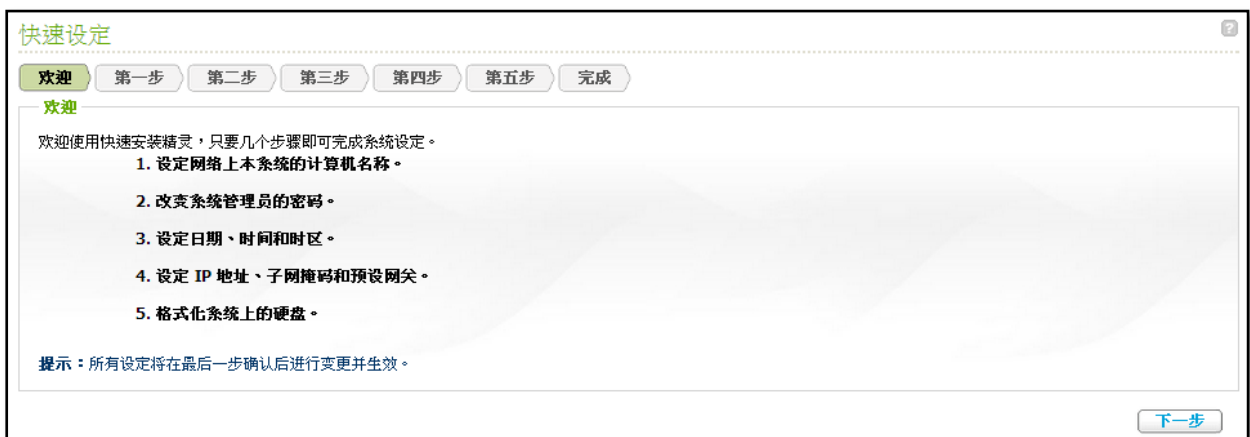 快速设定
?
欢迎 第一步 第二步 第三步 第四步 第五步 完成
欢迎
欢迎使用快速安装精灵，只要几个步骤即可完成系统设定。
1. 设定网络上本系统的计算机名称。
2. 改变系统管理员的密码。
3. 设定日期、时间和时区。
4. 设定 IP 地址、子网掩码和预设网关。
5. 格式化系统上的硬盘。
提示：所有设定将在最后一步确认后进行变更并生效。
下一步